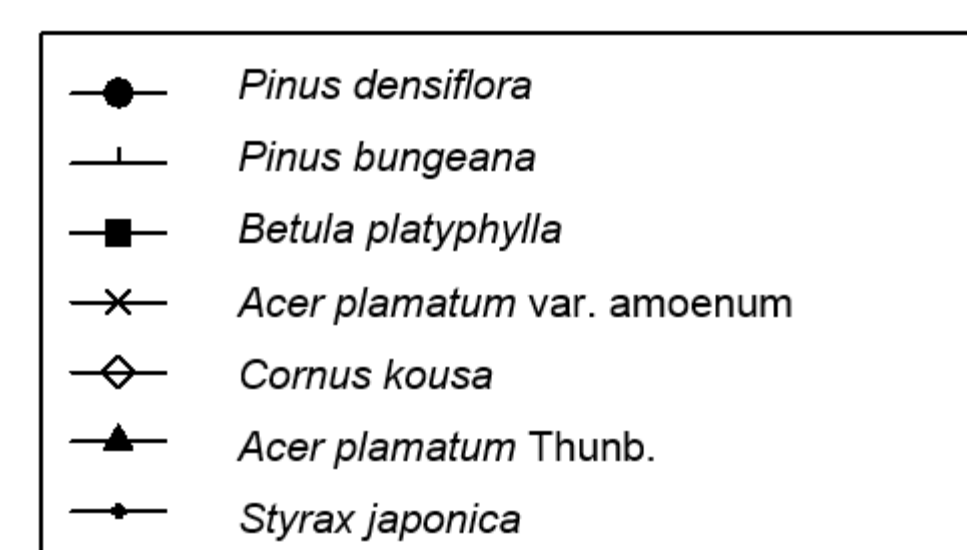 Pinus densiflora
Pinus bungeana
Betula platyphylla
Acer plamatum var. amoenum
Cornus kousa
Acer plamatum Thunb.
Styrax japonica